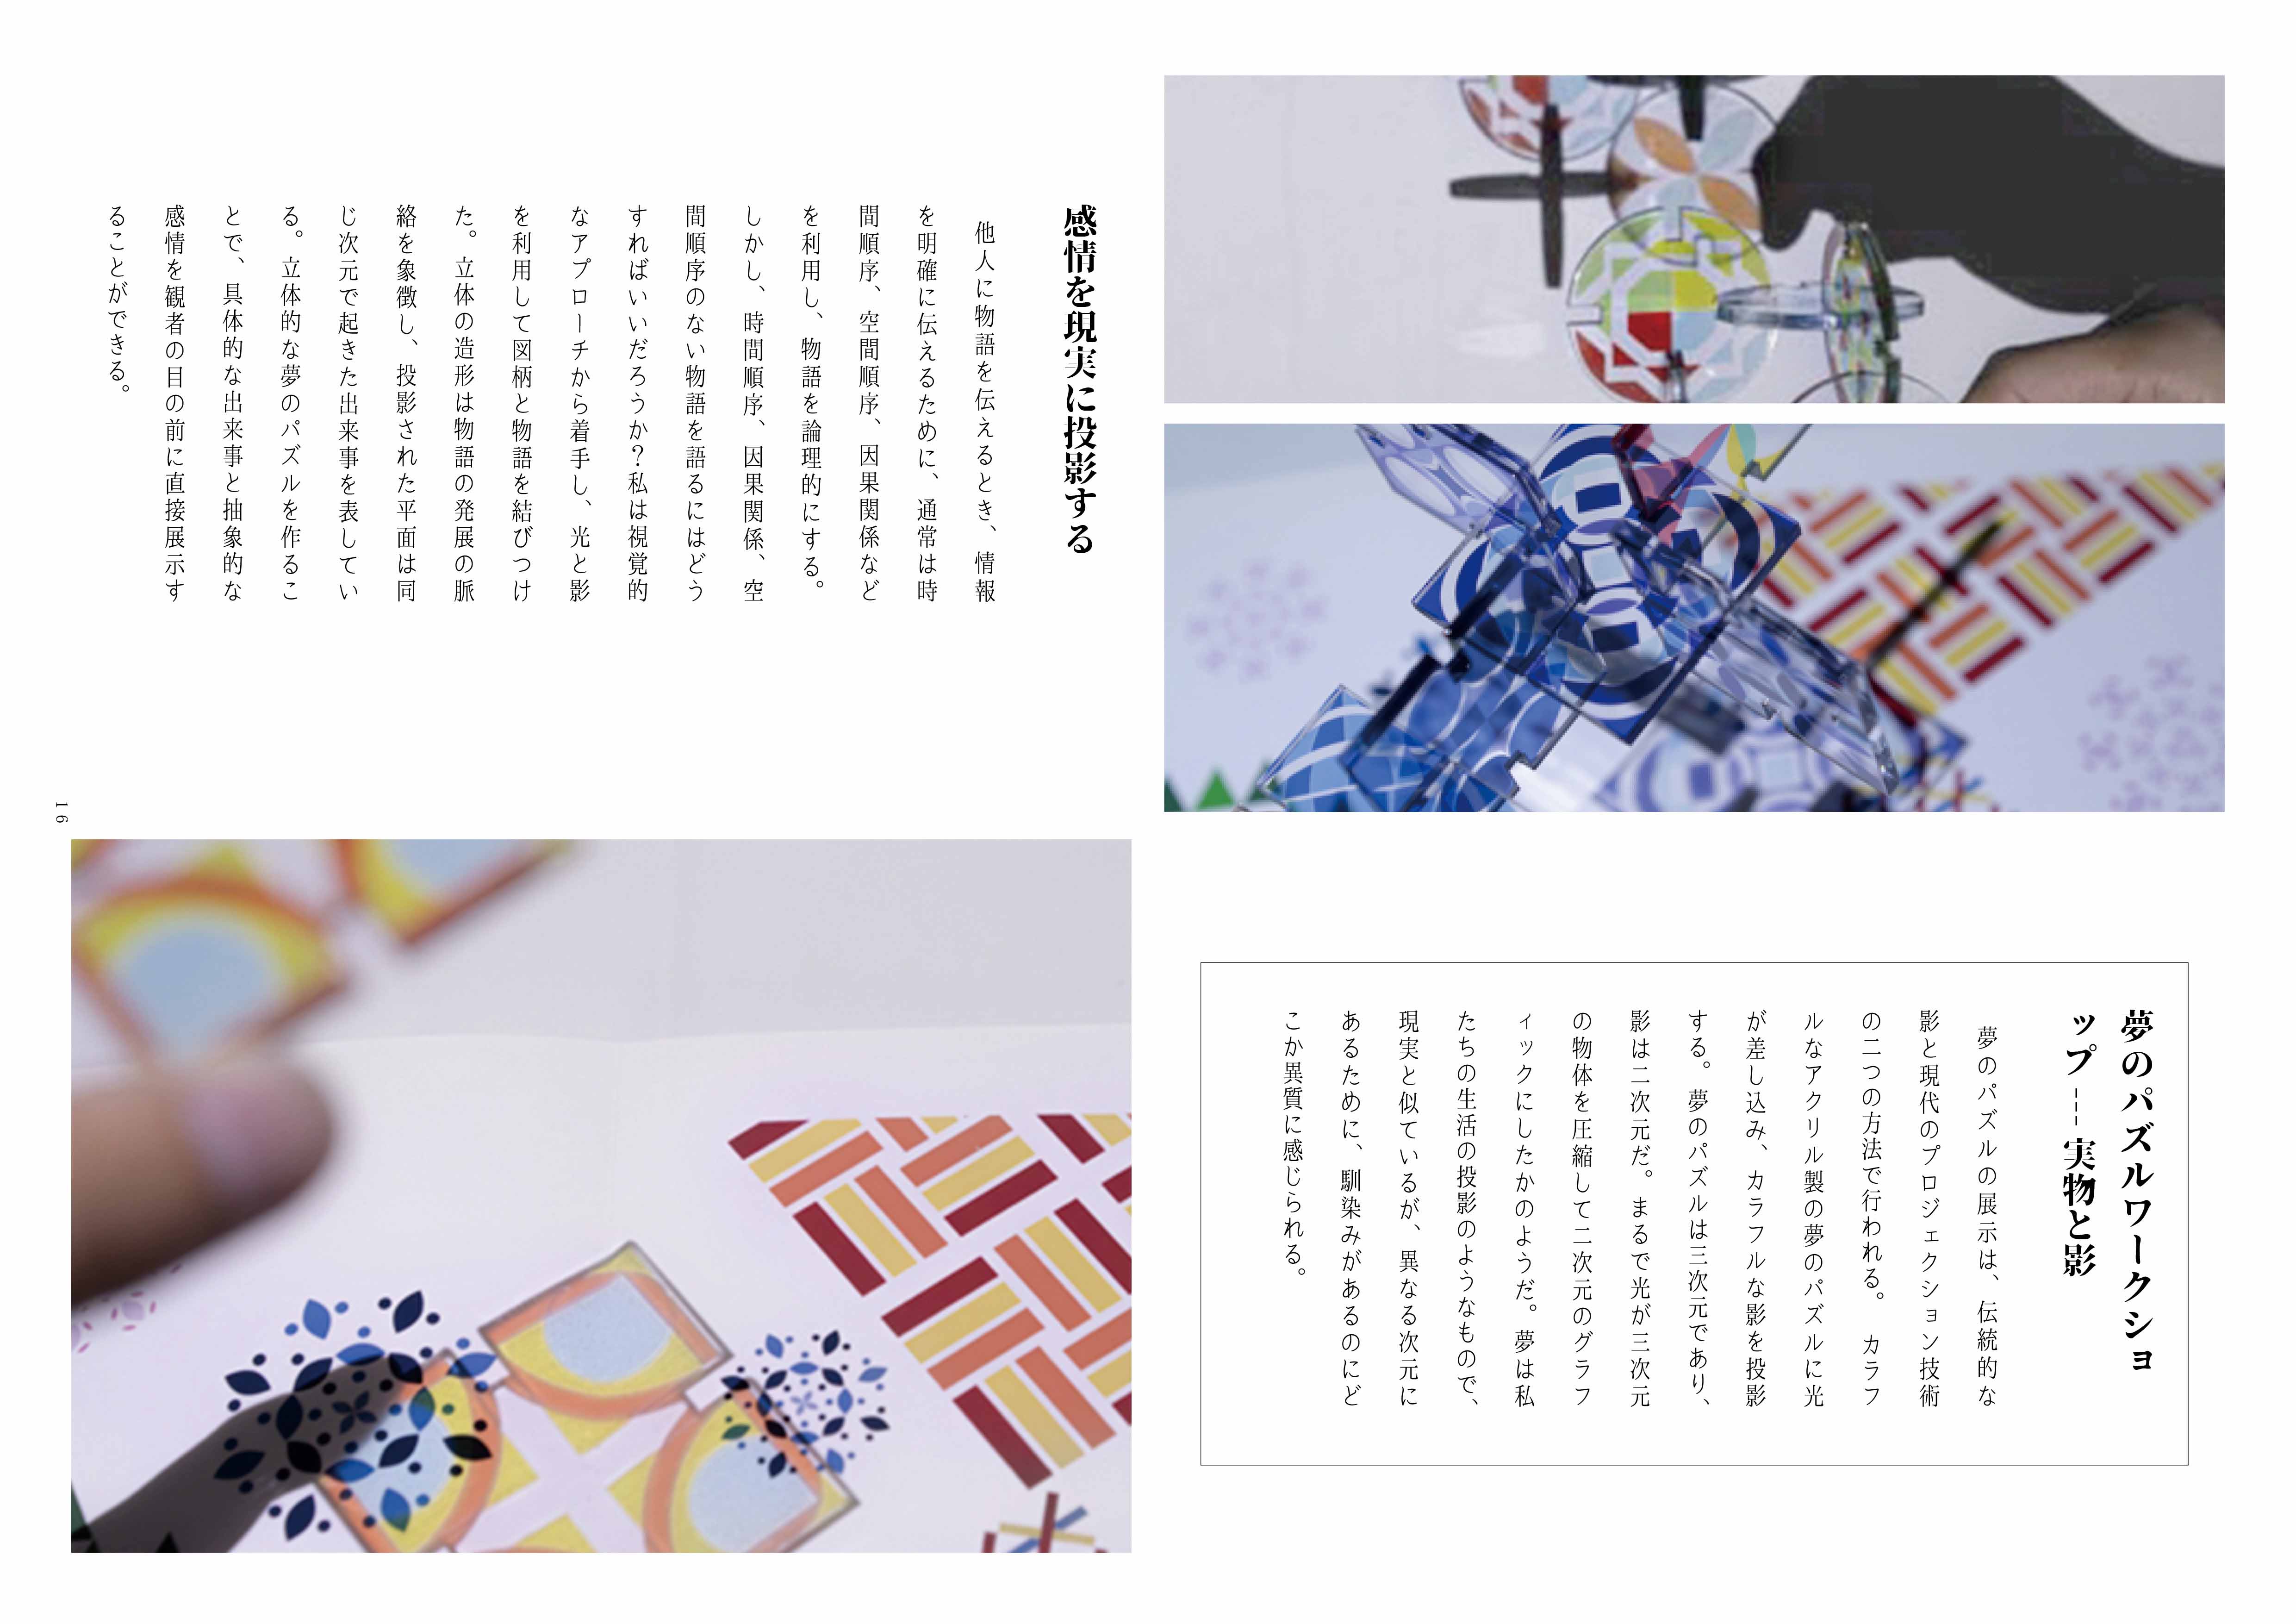 感情を現実に投影する
他人に物語を伝えるとき、情報
を明確に伝えるために、通常は時
間順序、空間順序、因果関係など
を利用し、物語を論理的にする。
しかし、時間順序、因果関係、空
間順序のない物語を語るにはどう
すればいいだろうか?私は視覚的
なアプローチから着手し、光と影
を利用して図柄と物語を結びつけ
た。立体の造形は物語の発展の脈
絡を象徴し、投影された平面は同
じ次元で起きた出来事を表してい
る。立体的な夢のパズルを作るこ
とで、具体的な出来事と抽象的な
感情を観者の目の前に直接展示す
ることができる。
夢のパズルワークショ
ップ --- 実物と影
夢のパズルの展示は、伝統的な
影と現代のプロジェクション技術
の二つの方法で行われる。 カラフ
ルなアクリル製の夢のパズルに光
が差し込み、カラフルな影を投影
する。夢のパズルは三次元であり、
影は二次元だ。まるで光が三次元
の物体を圧縮して二次元のグラフ
ィックにしたかのようだ。夢は私
たちの生活の投影のようなもので、
現実と似ているが、異なる次元に
あるために、馴染みがあるのにど
こか異質に感じられる。
16